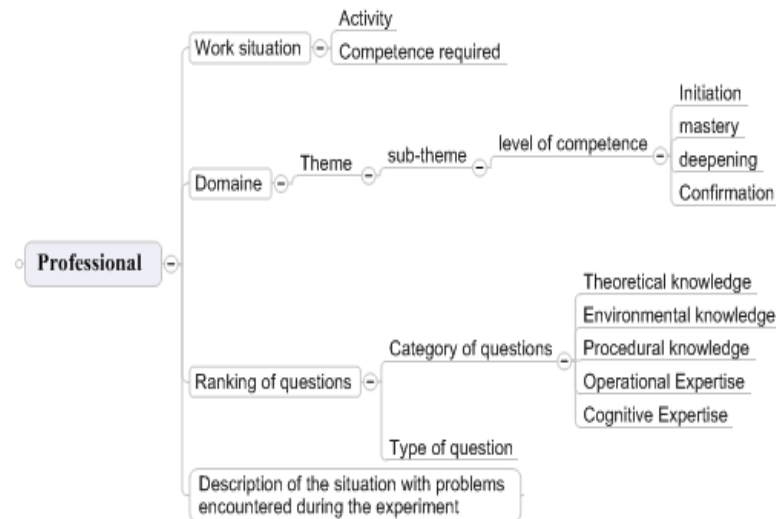 Activity
Work situation
Competence required
Initiation
mastery
level of competence
sub-theme
Theme
deepening
Domaine
Confirmation
Professional
Theoretical knowledge
Environmental knowledge
Category of questions
Procedural knowledge
Ranking of questions
Operational Expertise
Cognitive Expertise
Type of question
Description of the situation with problems
encountered during the experiment